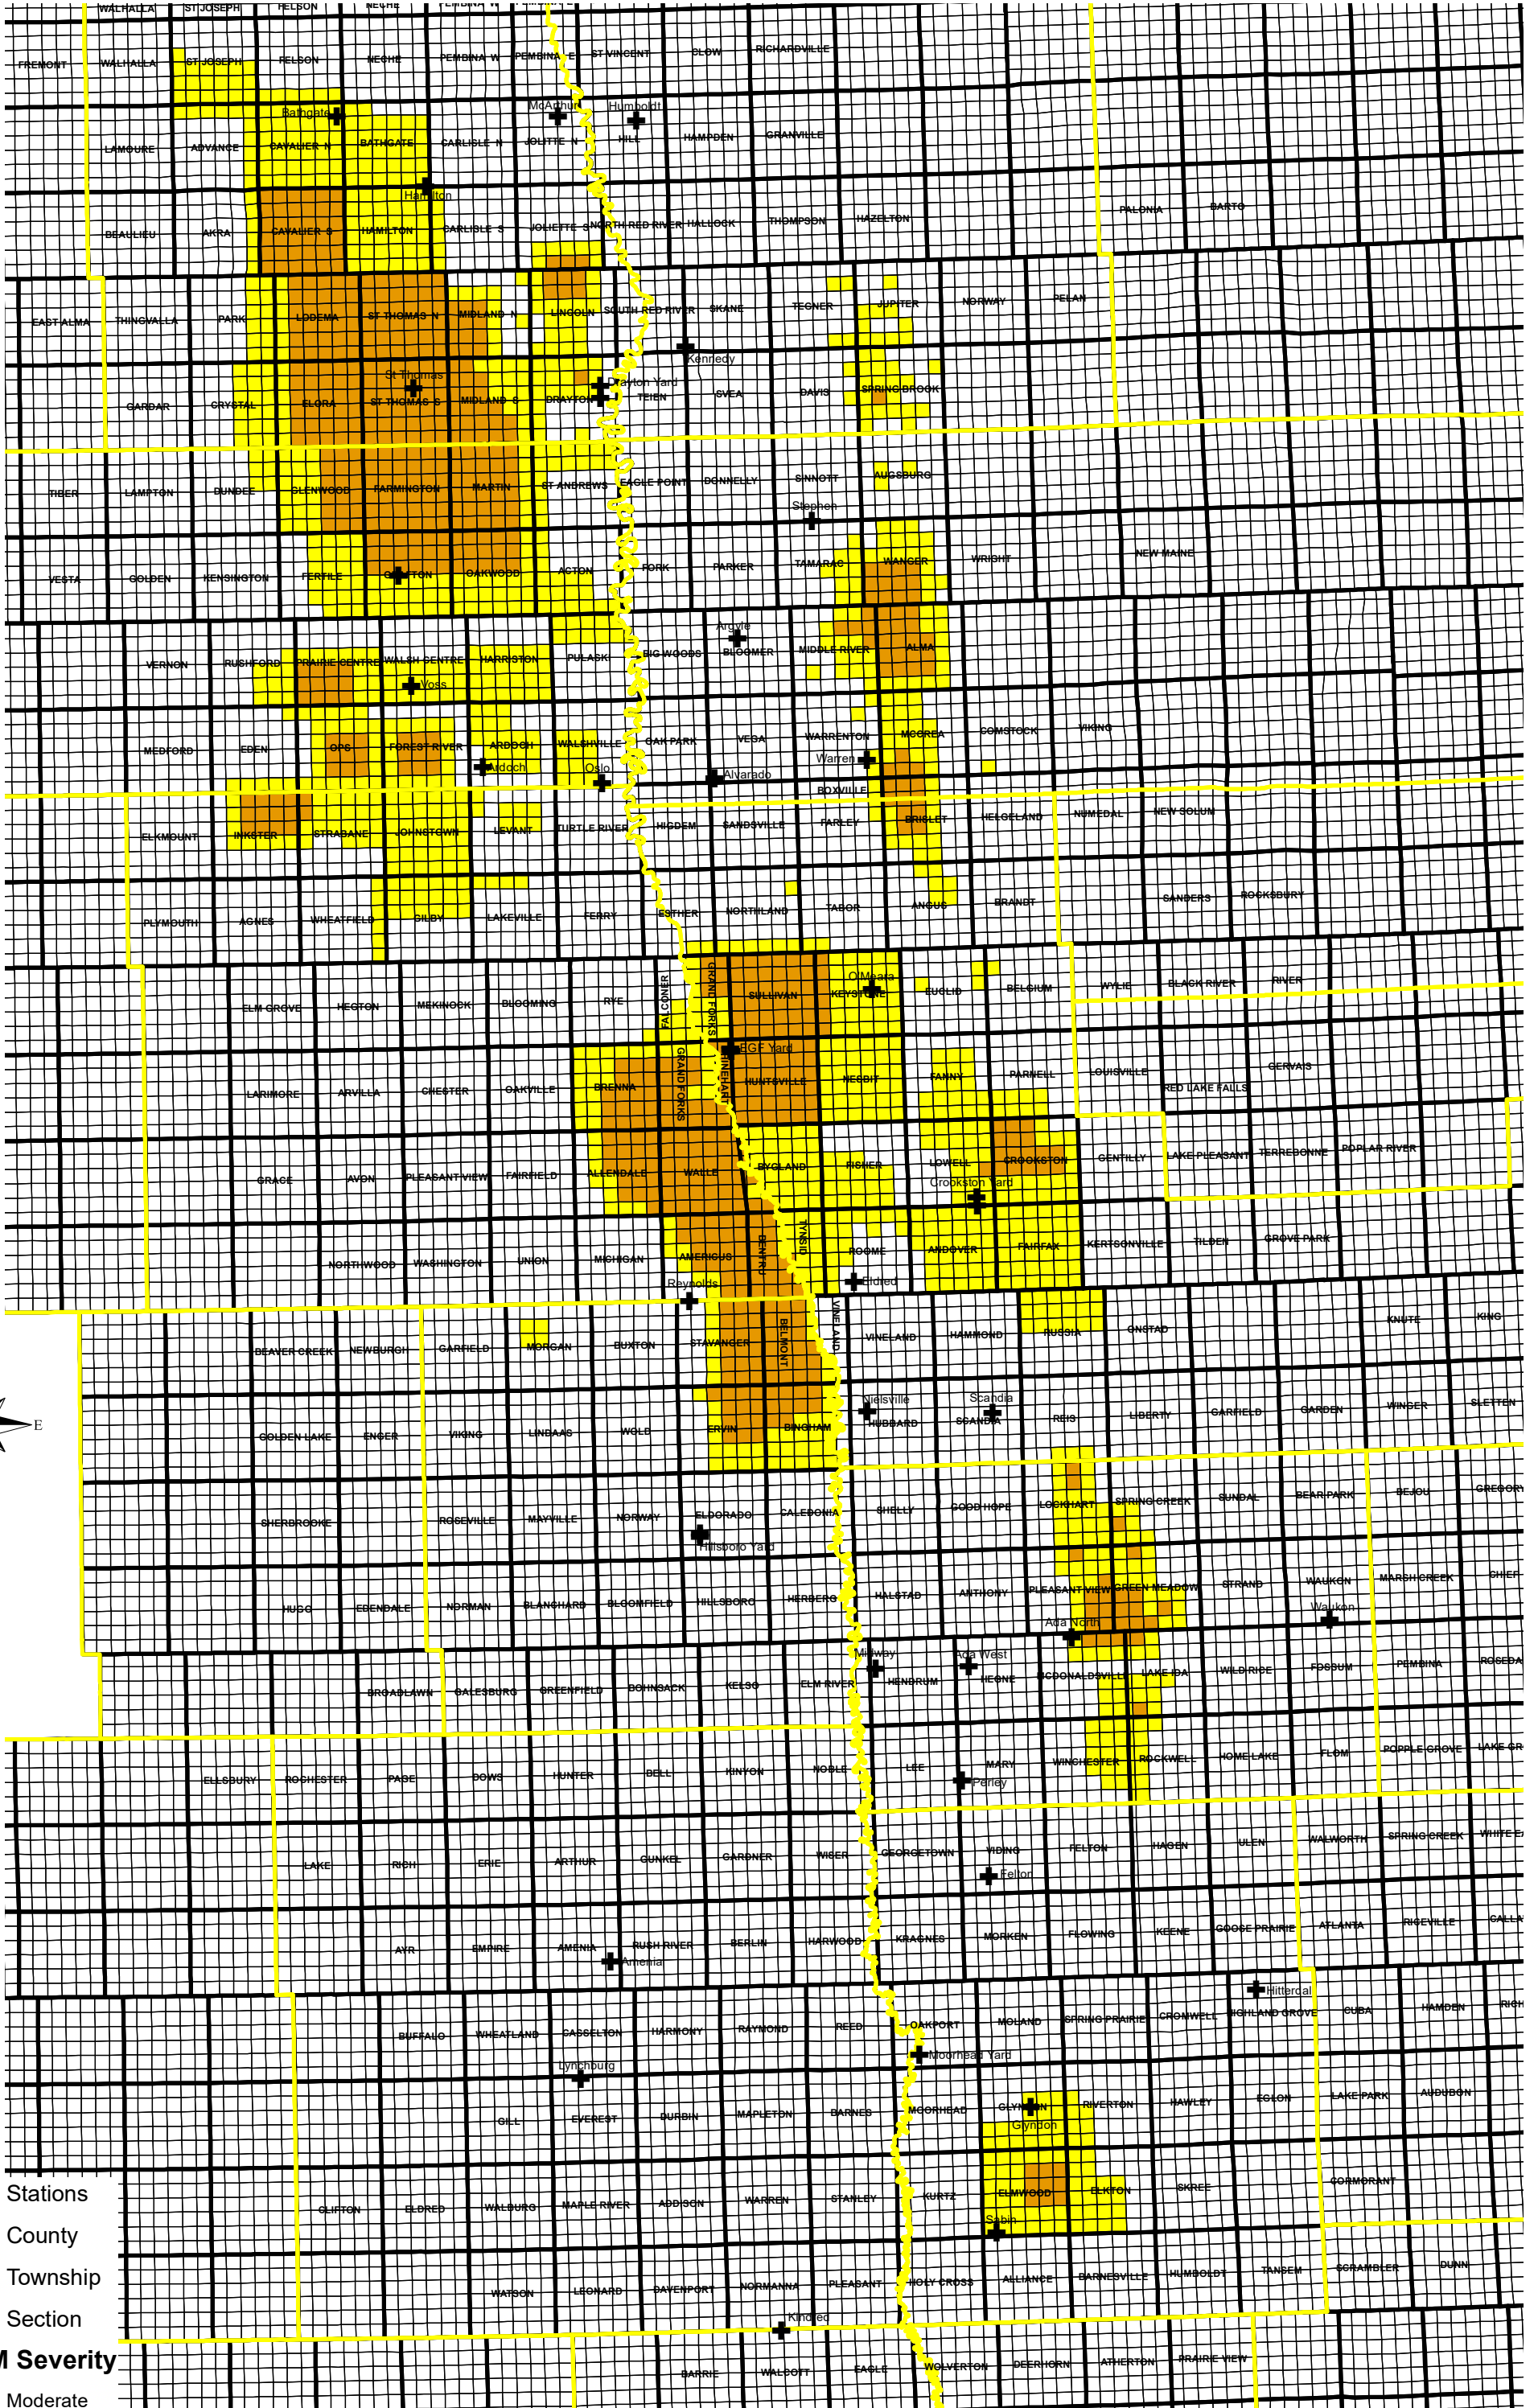 WALHALLA ST JOSEPH FELSON NECHE
FREMONT WALHALLA ST JOSEPH FELSON NECHE PEMBINA W PEMBINA E ST VINCENT CLOW RICHARDVILLE
Bathgate McArthur Humboldt
LAMOURE ADVANCE CAVALIER N BATHGATE CARLISLE N JOLITTE N HILL HAMPDEN GRANVILLE
Hamilton
BEAULIEU AKRA CAVALIER S HAMILTON CARLISLE S JOLIETTE S NORTH RED RIVER HALLOCK THOMPSON HAZELTON PALONIA BARTO
EAST ALMA THINGVALLA PARK LODEMA ST THOMAS N MIDLAND N LINCOLN SOUTH RED RIVER SKANE TEGNER JUPITER NORWAY PELAN
Kennedy
St Thomas Drayton Yard
GARDAR CRYSTAL ELORA ST THOMAS S MIDLAND S DRAYTON TEIEN SVEA DAVIS SPRING BROOK
TIBER LAMPTON DUNDEE GLENWOOD FARMINGTON MARTIN ST ANDREWS EAGLE POINT DONNELLY SINNOTT AUGSBURG
Stephen
VESTA GOLDEN KENSINGTON FERTILE OAKWOOD ACTON FORK PARKER TAMARAC WANGER WRIGHT NEW MAINE
Argyle
VERNON RUSHFORD PRAIRIE CENTRE WALSH CENTRE HARRISTON PULASKI BIG WOODS BLOOMER MIDDLE RIVER ALMA
Voss
MEDFORD EDEN OPS FOREST RIVER ARDOCH WALSHVILLE OAK PARK VEGA WARRENTON MCCREA COMSTOCK VIKING
Ardoch Oslo Alvarado Warren
BOXVILLE
ELKMOUNT INKSTER STRABANE JOHNSTOWN LEVANT TURTLE RIVER HIGDEM SANDSVILLE FARLEY BRISLET HELGELAND NUMEDAL NEW SOLUM
PLYMOUTH AGNES WHEATFIELD GILBY LAKEVILLE FERRY ESTHER NORTHLAND TABOR ANGUS BRANDT SANDERS ROCKSBURY
O'Meara
ELM GROVE HEGTON MEKINOCK BLOOMING RYE FALCONER GRAND FORKS SULLIVAN KEYSTONE EUCLID BELGIUM WYLIE BLACK RIVER RIVER
EGF Yard
LARIMORE ARVILLA CHESTER OAKVILLE BRENNA GRAND FORKS RINEHART HUNTSVILLE NESBIT FANNY PARNELL LOUISVILLE RED LAKE FALLS GERVAIS
GRACE AVON PLEASANT VIEW FAIRFIELD ALLENDALE WALLE BYGLAND FISHER LOWELL CROOKSTON GENTILLY LAKE PLEASANT TERREBONNE POPLAR RIVER
Crookston Yard
NORTHWOOD WASHINGTON UNION MICHIGAN AMERICUS BENTRU TYNSID ROOME ANDOVER FAIRFAX KERTSONVILLE TILDEN GROVE PARK
Reynolds Eldred
BEAVER CREEK NEWBURGH GARFIELD MORGAN BUXTON STAVANGER BELMONT VINELAND VINELAND HAMMOND RUSSIA ONSTAD KNUTE KING
Nielsville Scandia
GOLDEN LAKE ENGER VIKING LINDAAS WOLD ERVIN BINGHAM HUBBARD SCANDIA REIS LIBERTY GARFIELD GARDEN WINGER SLETTEN
E
SHERBROOKE ROSEVILLE MAYVILLE NORWAY ELDORADO CALEDONIA SHELLY GOOD HOPE LOCKHART SPRING CREEK SUNDAL BEAR PARK BEJOU GREGORY
Hillsboro Yard
HUGO EDENDALE NORMAN BLANCHARD BLOOMFIELD HILLSBORO HERBERG HALSTAD ANTHONY PLEASANT VIEW GREEN MEADOW STRAND WAUKON MARSH CREEK CHIEF
Ada North Waukon
Midway Ada West
BROADLAWN GALESBURG GREENFIELD BOHNSACK KELSO ELM RIVER HENDRUM HEGNE MCDONALDSVILLE LAKE IDA WILD RICE FOSSUM PEMBINA ROSEDA
ELLSBURY ROCHESTER PAGE DOWS HUNTER BELL KINYON NOBLE LEE MARY WINCHESTER ROCKWELL HOME LAKE FLOM POPPLE GROVE LAKE GR
Perley
LAKE RICH ERIE ARTHUR GUNKEL GARDNER WISER GEORGETOWN VIDING FELTON HAGEN ULEN WALWORTH SPRING CREEK WHITE EA
Felton
AYR EMPIRE AMENIA RUSH RIVER BERLIN HARWOOD KRAGNES MORKEN FLOWING KEENE GOOSE PRAIRIE ATLANTA RICEVILLE CALLA
Amenia
Hitterdal
BUFFALO WHEATLAND CASSELTON HARMONY RAYMOND REED OAKPORT MOLAND SPRING PRAIRIE CROMWELL HIGHLAND GROVE CUBA HAMDEN RICH
Lynchburg Moorhead Yard
GILL EVEREST DURBIN MAPLETON BARNES MOORHEAD GLYNDON RIVERTON HAWLEY EGLON LAKE PARK AUDUBON
Glyndon
CLIFTON ELDRED WALBURG MAPLE RIVER ADDISON WARREN STANLEY KURTZ ELMWOOD ELKTON SKREE CORMORANT
Sabin
WATSON LEONARD DAVENPORT NORMANNA PLEASANT HOLY CROSS ALLIANCE BARNESVILLE HUMBOLDT TANSEM SCRAMBLER DUNN
Kindred
BARRIE WALCOTT EAGLE WOLVERTON DEERHORN ATHERTON PRAIRIE VIEW
Stations
County
Township
Section
M Severity
Moderate